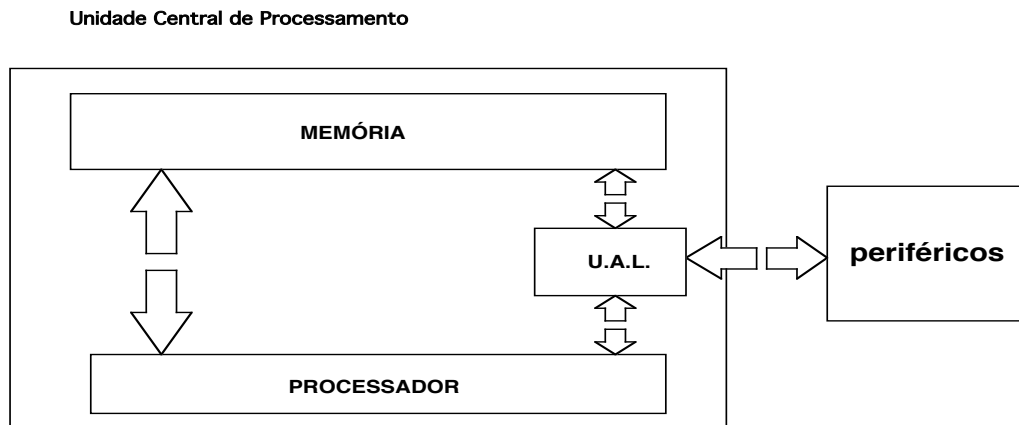 Unidade Central de Processamento
MEMÓRIA
U.A.L.
periféricos
PROCESSADOR